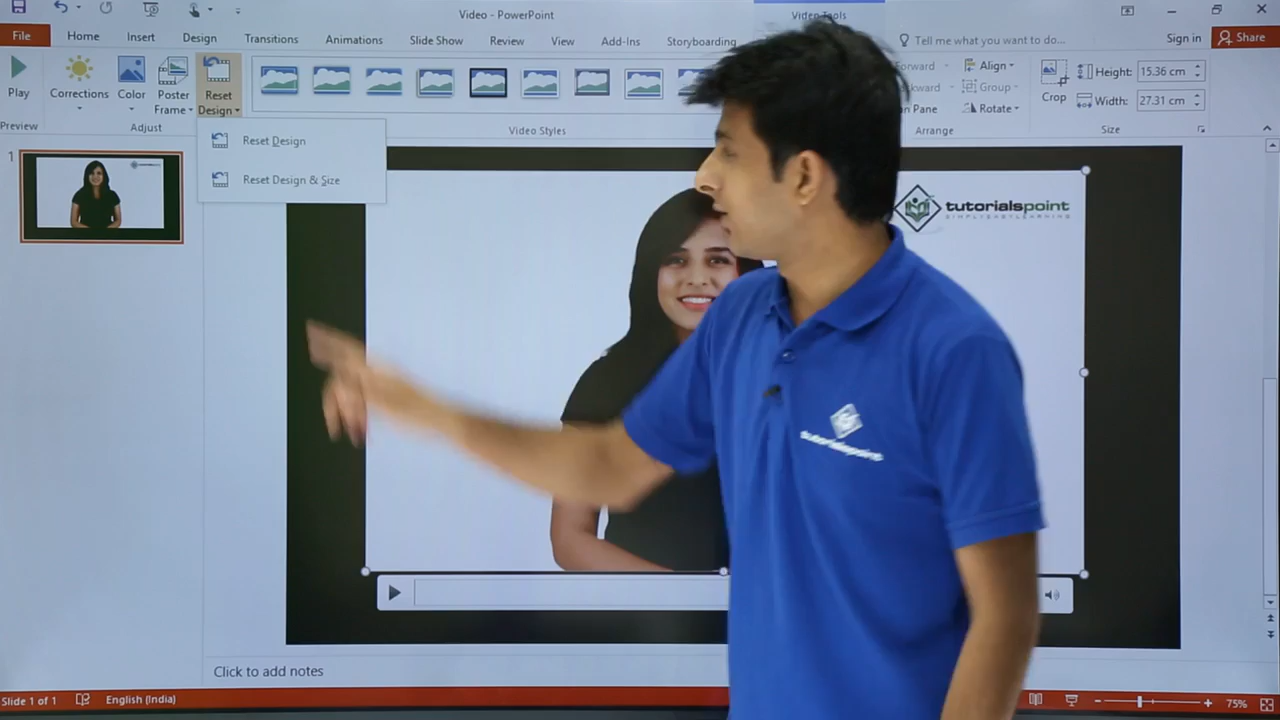 Video - PowerPoint
Video Tools
File
Home
Insert
Design
Transitions
Animations
Slide Show
Review
View
Add-Ins
Storyboarding
Tell me what you want to do...
Sign in
Share
Play
Corrections
Color
Poster
Frame
Reset
Design
Align
Group
Rotate
Crop
Height:
15.36 cm
Width:
27.31 cm
Preview
Adjust
Video Styles
Arrange
Size
Reset Design
Reset Design & Size
1
tutorialspoint
SIMPLYEASYLEARNING
tutorialspoint
Click to add notes
Slide 1 of 1
English (India)
75%